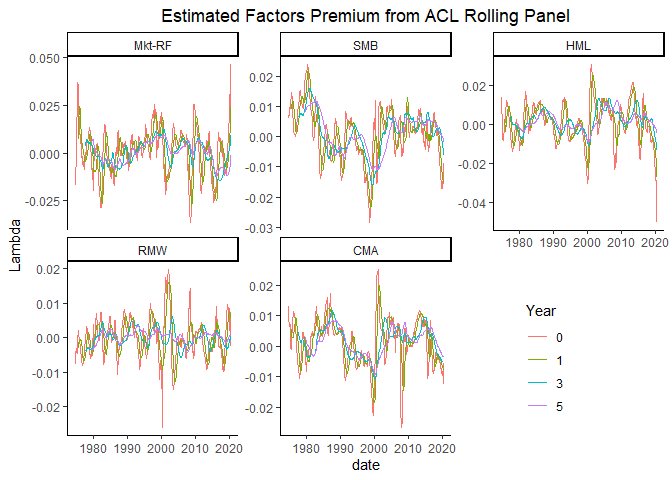 Estimated Factors Premium from ACL Rolling Panel
Mkt-RF
SMB
HML
0.050
0.025
0.000
-0.025
0.02
0.01
0.00
-0.01
-0.02
-0.03
0.02
0.00
-0.02
-0.04
1980 1990 2000 2010 2020
Lambda
RMW
CMA
0.02
0.01
0.00
-0.01
-0.02
0.02
0.01
0.00
-0.01
-0.02
1980 1990 2000 2010 2020
1980 1990 2000 2010 2020
date
Year
0
1
3
5